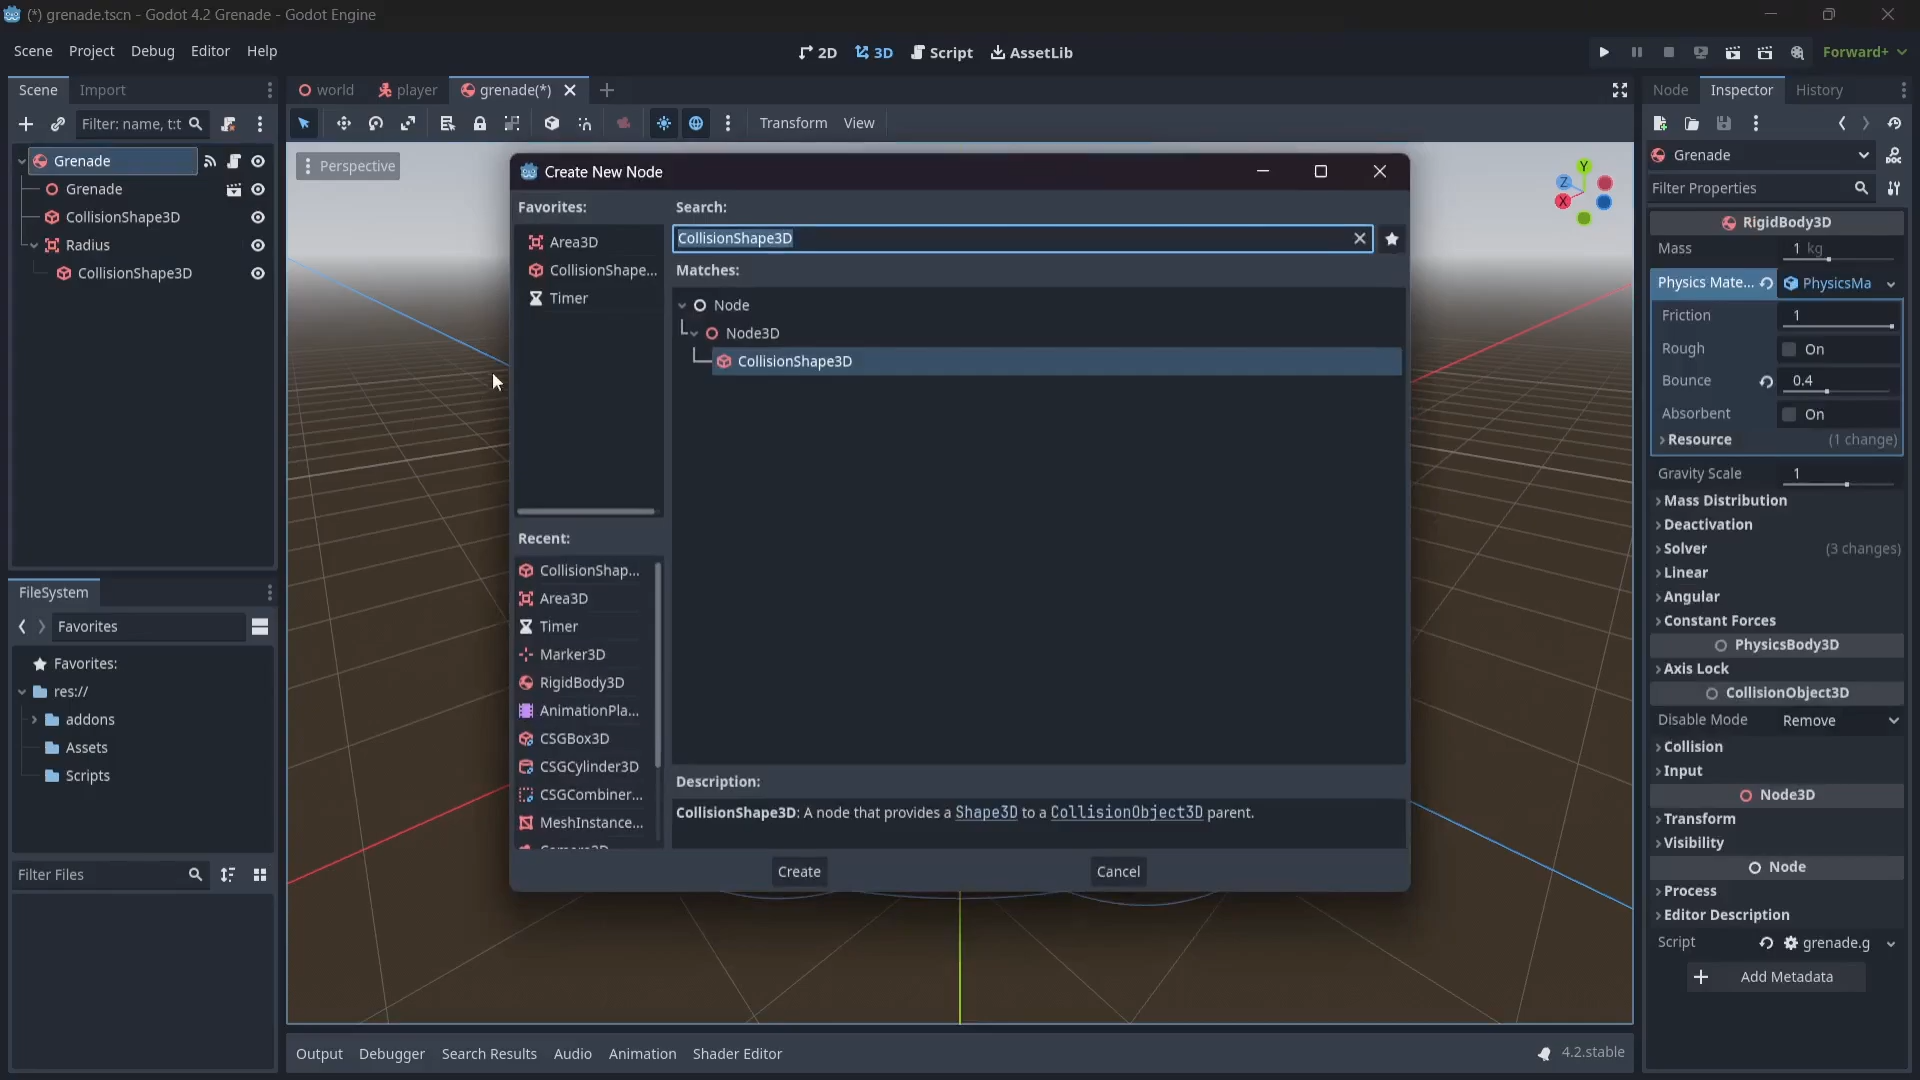 (*) grenade.tscn - Godot 4.2 Grenade - Godot Engine
Scene Project Debug Editor Help
2D 3D Script AssetLib
Forward+
Scene Import
world player grenade(*)
Node Inspector History
Filter: name, t:t
Transform View
Grenade
Grenade
CollisionShape3D
Radius
CollisionShape3D
Perspective
Y
Z
X
Create New Node
Favorites:
Area3D
CollisionShape...
Timer
Recent:
CollisionShap...
Area3D
Timer
Marker3D
RigidBody3D
AnimationPla...
CSGBox3D
CSGCylinder3D
CSGCombiner...
MeshInstance...
Search:
CollisionShape3D
Matches:
Node
Node3D
CollisionShape3D
Description:
CollisionShape3D: A node that provides a Shape3D to a CollisionObject3D parent.
Create Cancel
FileSystem
Favorites
Favorites:
res://
addons
Assets
Scripts
Filter Files
Output Debugger Search Results Audio Animation Shader Editor
4.2.stable
Grenade
Filter Properties
RigidBody3D
Mass 1 kg
Physics Mate... PhysicsMa
Friction 1
Rough On
Bounce 0.4
Absorbent On
Resource (1 change)
Gravity Scale 1
Mass Distribution
Deactivation
Solver (3 changes)
Linear
Angular
Constant Forces
PhysicsBody3D
Axis Lock
CollisionObject3D
Disable Mode Remove
Collision
Input
Node3D
Transform
Visibility
Node
Process
Editor Description
Script grenade.g
Add Metadata